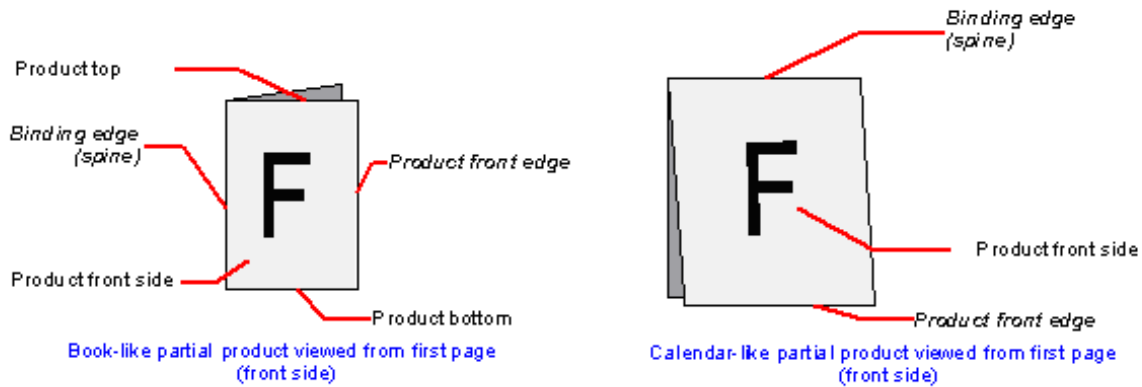 Product top
Binding edge
(spine)
F
Product front edge
Product front side
Product bottom
Book-like partial product viewed from first page
(front side)
Binding edge
(spine)
F
Product front side
Product front edge
Calendar-like partial product viewed from first page
(front side)